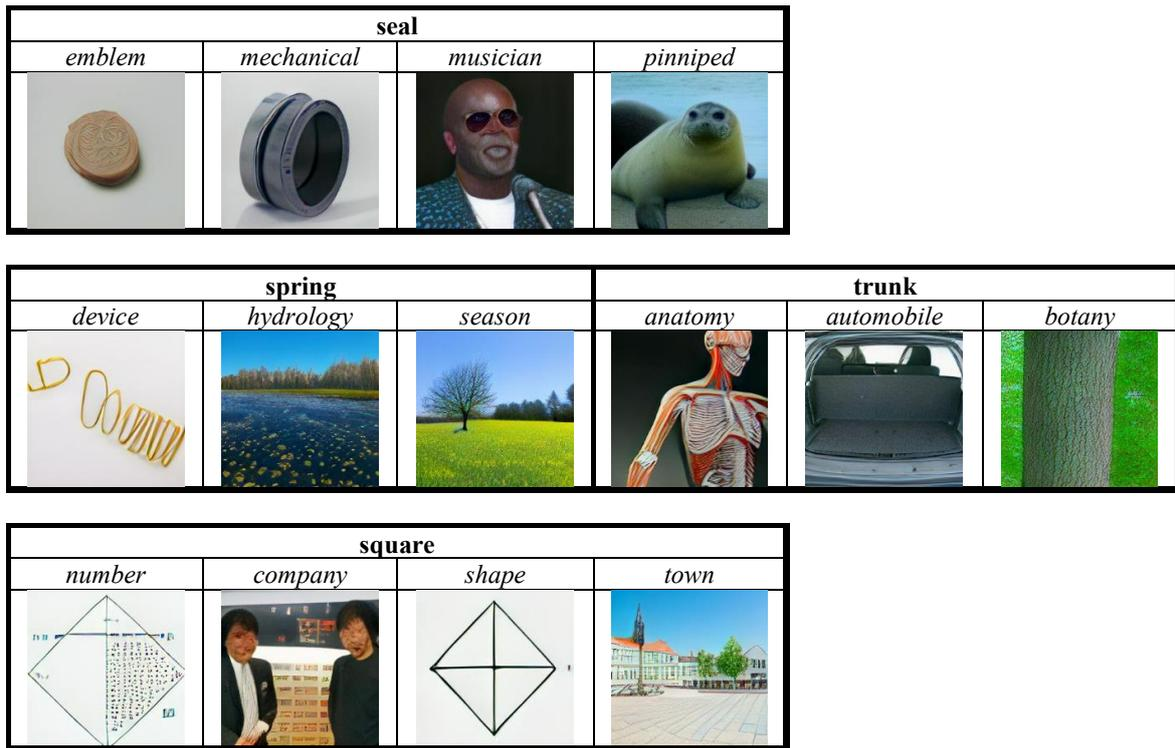 seal
emblem mechanical musician pinniped
spring trunk
device hydrology season anatomy automobile botany
square
number company shape town